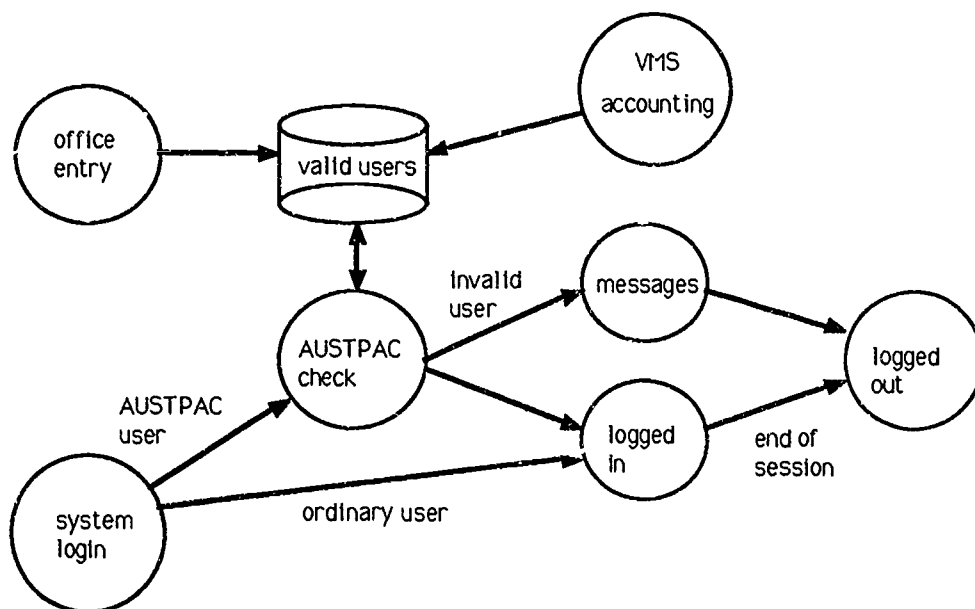 VMS
accounting
office
entry
valid users
invalid
user
messages
AUSTPAC
check
logged
out
AUSTPAC
user
logged
in
end of
session
ordinary user
system
login